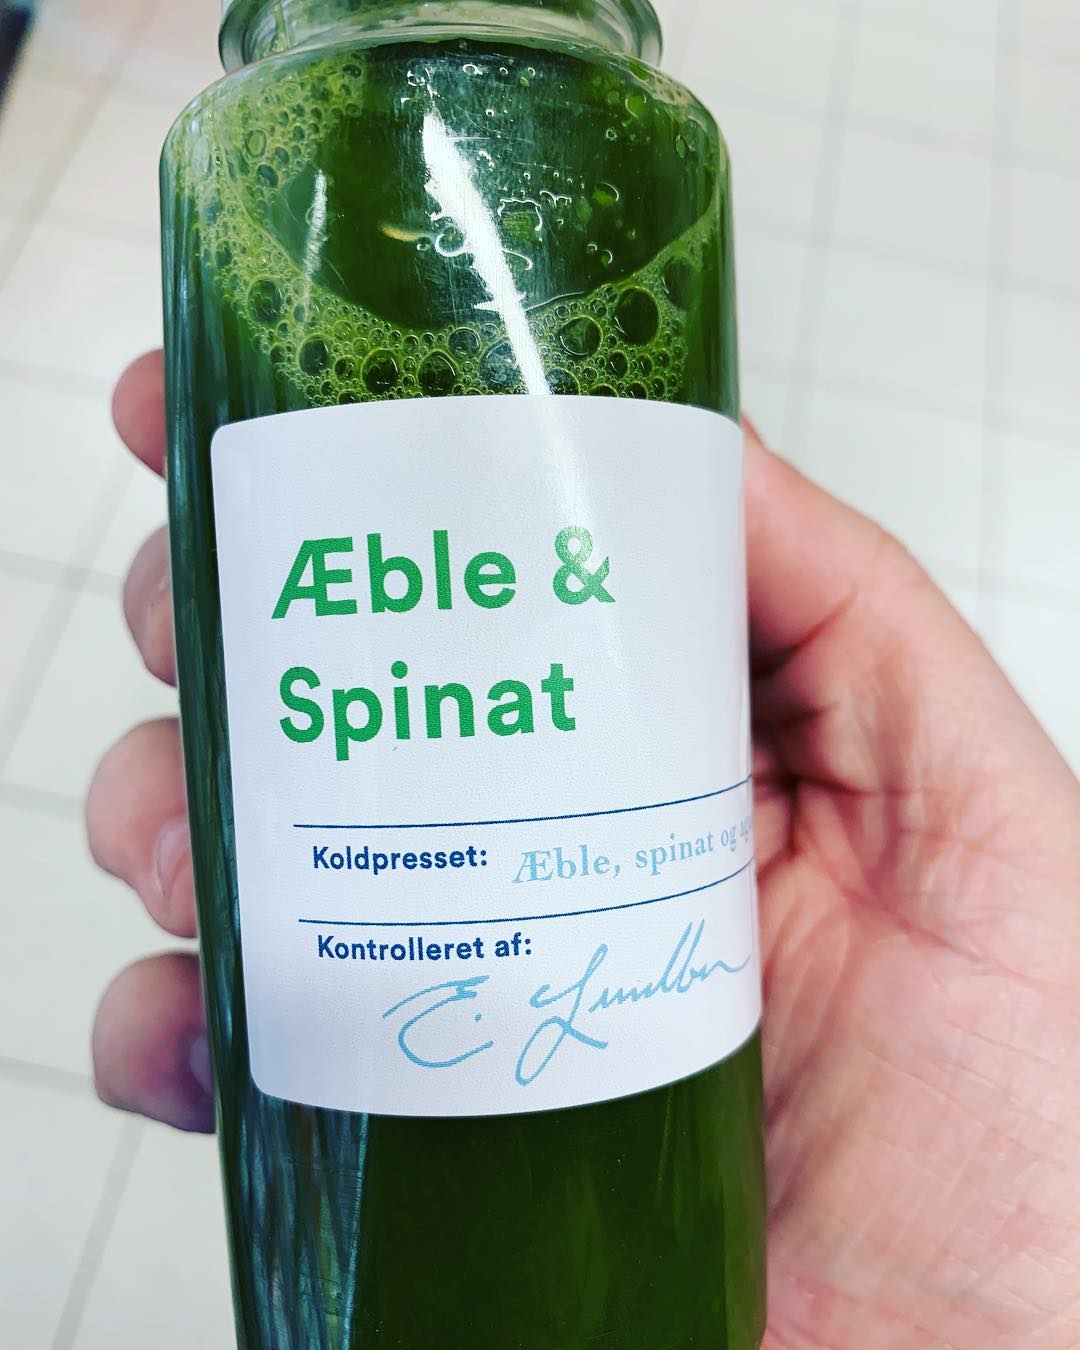 Æble &
Spinat
Koldpresset: Æble, spinat og
Kontrolleret af:
E.